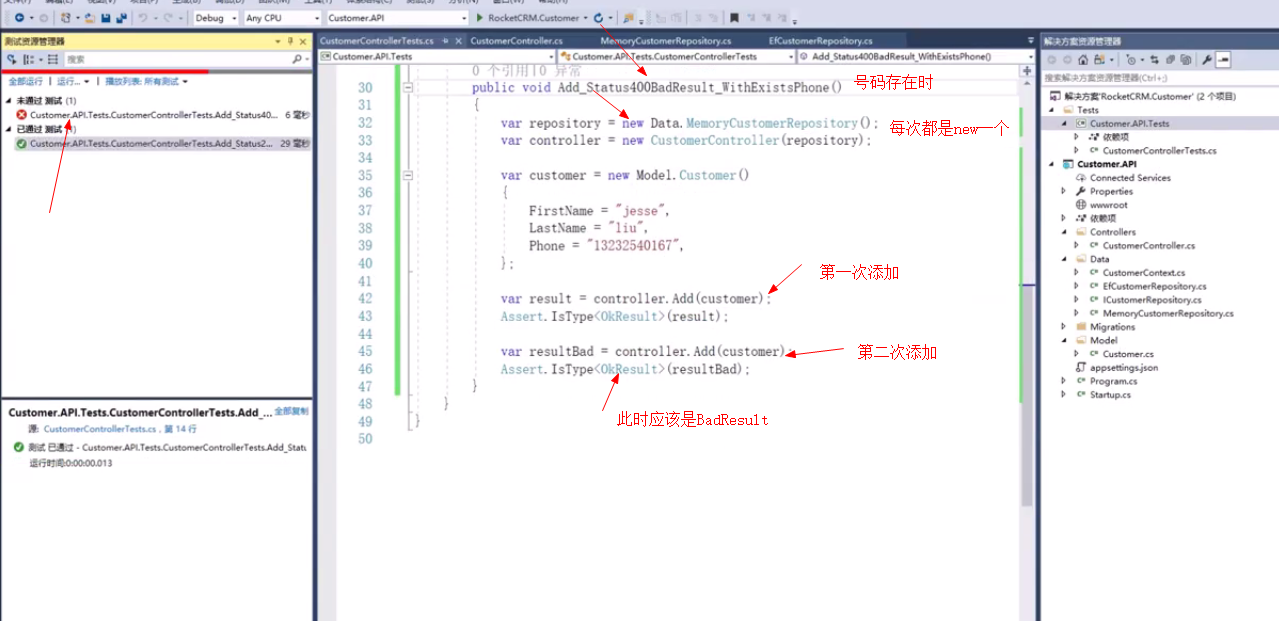 Debug
Any CPU
Customer.API
RocketCRM.Customer
测试资源管理器
搜索
全部运行 | 运行... | 播放列表: 所有测试
未通过 测试 (1)
Customer.API.Tests.CustomerControllerTests.Add_Status40... 6 毫秒
已通过 测试
Customer.API.Tests.CustomerControllerTests.Add_Status2... 29 毫秒
Customer.API.Tests.CustomerControllerTests.Add_... 全部复制
源: CustomerControllerTests.cs , 第 14 行
测试 已通过 - Customer.API.Tests.CustomerControllerTests.Add_Statu
运行时间:0:00:00.013
CustomerControllerTests.cs
CustomerController.cs
MemoryCustomerRepository.cs
EfCustomerRepository.cs
Customer.API.Tests
Customer.API.Tests.CustomerControllerTests
Add_Status400BadResult_WithExistsPhone()
0 个引用|0 异常
30 public void Add_Status400BadResult_WithExistsPhone() 号码存在时
31 {
32 var repository = new Data.MemoryCustomerRepository(); 每次都是new一个
33 var controller = new CustomerController(repository);
34
35 var customer = new Model.Customer()
36 {
37 FirstName = "jesse",
38 LastName = "liu",
39 Phone = "13232540167",
40 };
41
第一次添加
42 var result = controller.Add(customer);
43 Assert.IsType<OkResult>(result);
44
45 var resultBad = controller.Add(customer); 第二次添加
46 Assert.IsType<OkResult>(resultBad);
47 }
此时应该是BadResult
48 }
49 }
50
解决方案资源管理器
搜索解决方案资源管理器(Ctrl+;)
解决方案'RocketCRM.Customer' (2 个项目)
Tests
Customer.API.Tests
依赖项
CustomerControllerTests.cs
Customer.API
Connected Services
Properties
wwwroot
依赖项
Controllers
CustomerController.cs
Data
CustomerContext.cs
EfCustomerRepository.cs
ICustomerRepository.cs
MemoryCustomerRepository.cs
Migrations
Model
Customer.cs
appsettings.json
Program.cs
Startup.cs